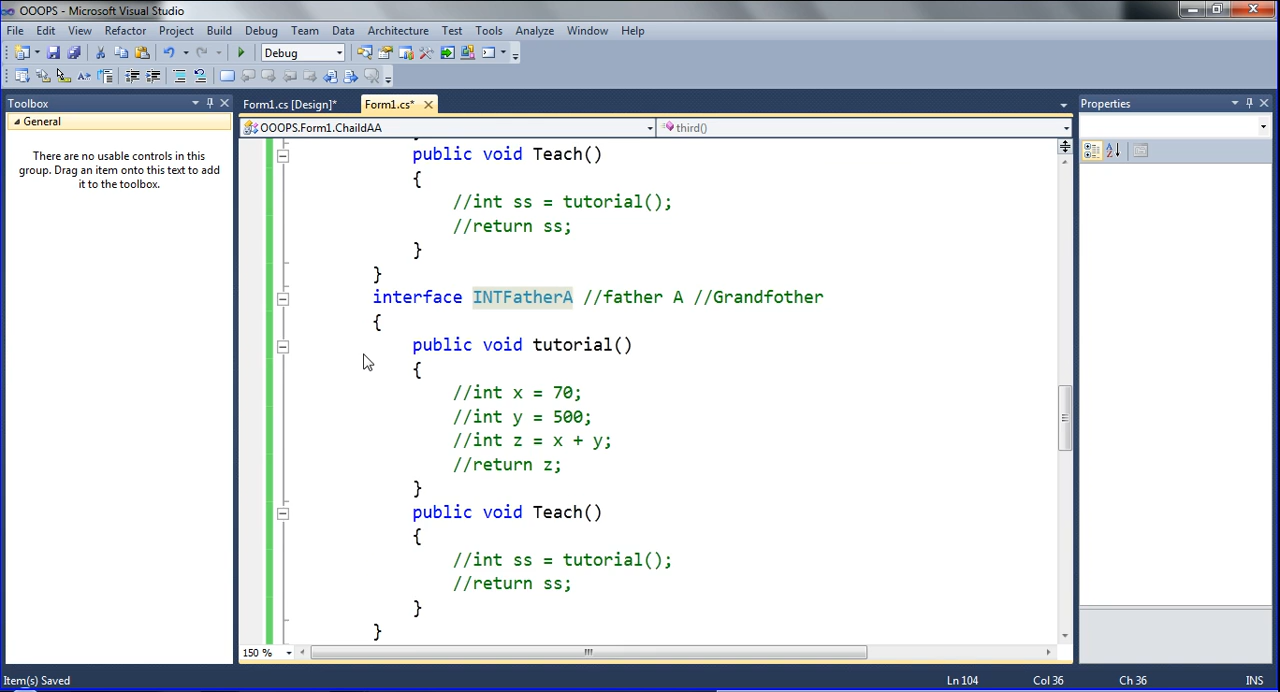 OOOPS - Microsoft Visual Studio
File Edit View Refactor Project Build Debug Team Data Architecture Test Tools Analyze Window Help
Debug
Toolbox
Form1.cs [Design]* Form1.cs*
Properties
General
OOOPS.Form1.ChaildAA
third()
There are no usable controls in this
group. Drag an item onto this text to add
it to the toolbox.
public void Teach()
{
//int ss = tutorial();
//return ss;
}
}
interface INTFatherA //father A //Grandfother
{
public void tutorial()
{
//int x = 70;
//int y = 500;
//int z = x + y;
//return z;
}
public void Teach()
{
//int ss = tutorial();
//return ss;
}
}
150 %
Item(s) Saved
Ln 104 Col 36 Ch 36 INS